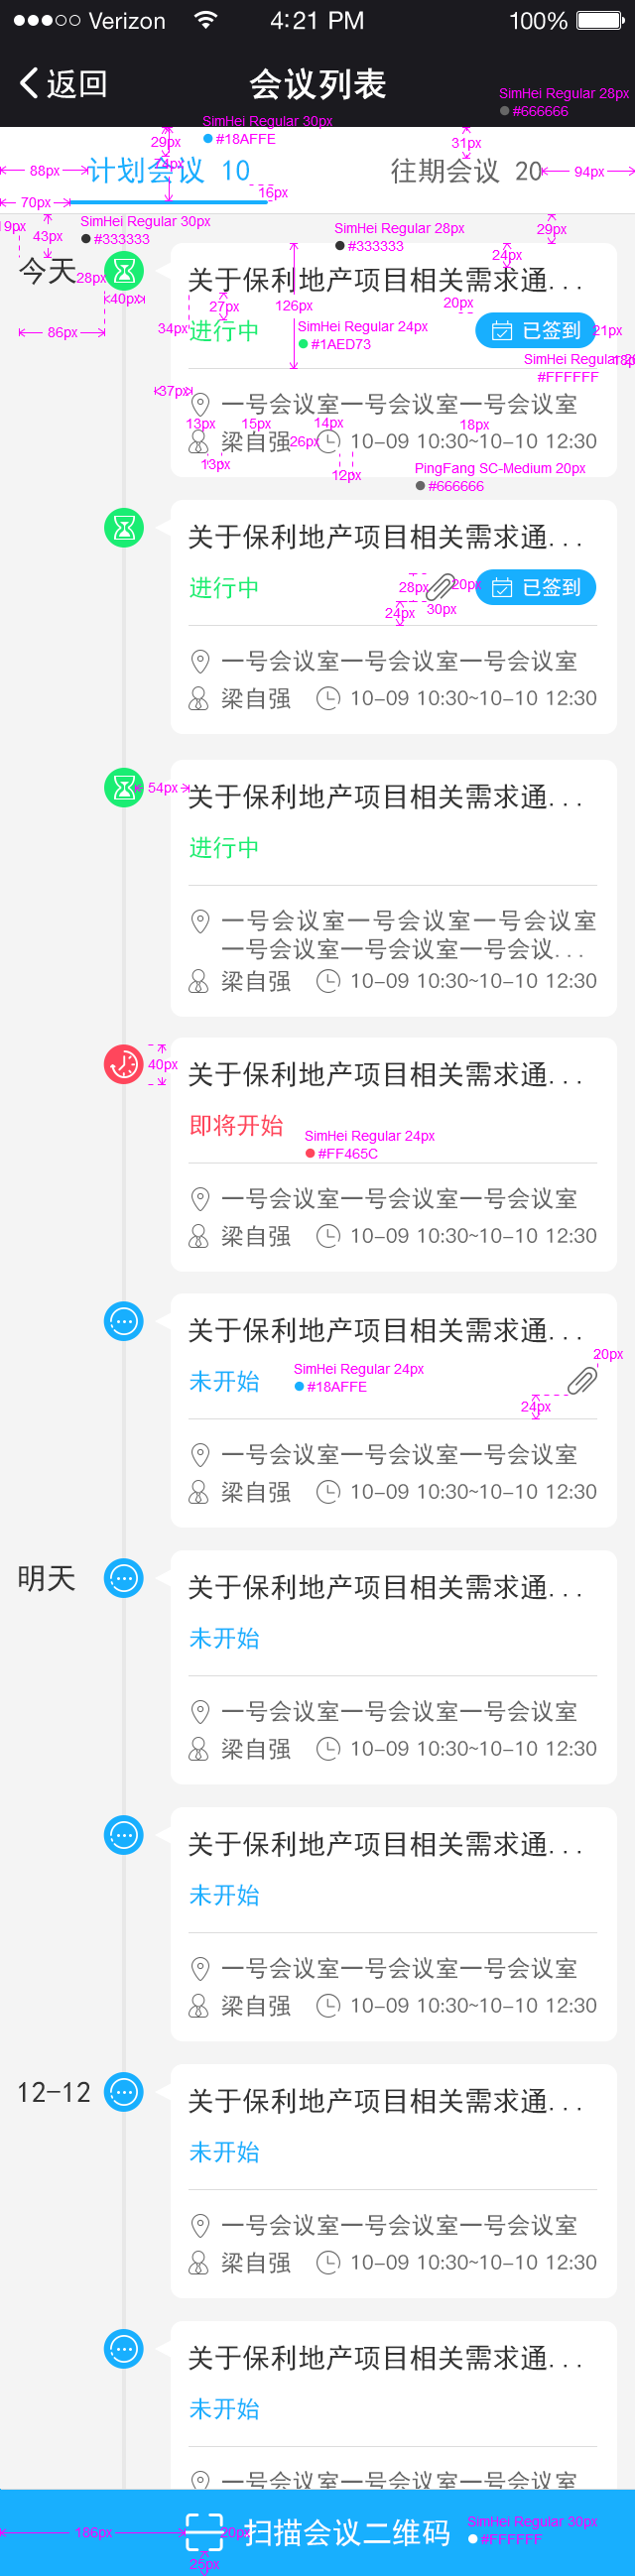 Verizon 4:21 PM 100%
返回 会议列表
SimHei Regular 28px
#666666
SimHei Regular 30px
#18AFFE
29px
31px
计划会议 10 往期会议 20
88px
94px
70px
16px
SimHei Regular 30px
#333333
SimHei Regular 28px
#333333
19px
43px
29px
24px
今天
28px
40px
86px
关于保利地产项目相关需求通...
27px
126px
20px
34px
进行中
SimHei Regular 24px
#1AED73
已签到
21px
SimHei Regular 26
18px
#FFFFFF
37px
一号会议室一号会议室一号会议室
13px
15px
14px
18px
梁自强
26px
10-09 10:30~10-10 12:30
13px
12px
PingFang SC-Medium 20px
#666666
关于保利地产项目相关需求通...
进行中
28px
20px
已签到
30px
24px
一号会议室一号会议室一号会议室
梁自强 10-09 10:30~10-10 12:30
54px
关于保利地产项目相关需求通...
进行中
一号会议室一号会议室一号会议室
一号会议室一号会议室一号会议...
梁自强 10-09 10:30~10-10 12:30
40px
关于保利地产项目相关需求通...
即将开始
SimHei Regular 24px
#FF465C
一号会议室一号会议室一号会议室
梁自强 10-09 10:30~10-10 12:30
关于保利地产项目相关需求通...
20px
未开始
SimHei Regular 24px
#18AFFE
24px
一号会议室一号会议室一号会议室
梁自强 10-09 10:30~10-10 12:30
明天
关于保利地产项目相关需求通...
未开始
一号会议室一号会议室一号会议室
梁自强 10-09 10:30~10-10 12:30
关于保利地产项目相关需求通...
未开始
一号会议室一号会议室一号会议室
梁自强 10-09 10:30~10-10 12:30
12-12
关于保利地产项目相关需求通...
未开始
一号会议室一号会议室一号会议室
梁自强 10-09 10:30~10-10 12:30
关于保利地产项目相关需求通...
未开始
一号会议室一号会议室一号会议室
186px
20px
扫描会议二维码
SimHei Regular 30px
#FFFFFF
25px